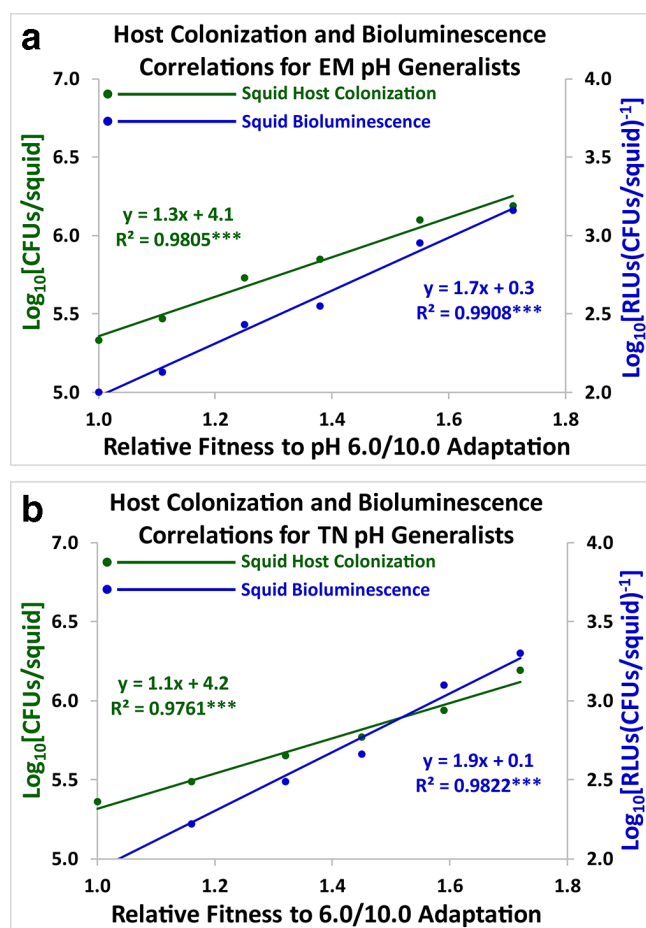 a
Host Colonization and Bioluminescence
Correlations for EM pH Generalists
Squid Host Colonization
Squid Bioluminescence
7.0
6.5
6.0
5.5
5.0
Log10[CFUs/squid]
4.0
3.5
3.0
2.5
2.0
Log10[RLUs(CFUs/squid)-1]
y = 1.3x + 4.1
R² = 0.9805***
y = 1.7x + 0.3
R² = 0.9908***
1.0 1.2 1.4 1.6 1.8
Relative Fitness to pH 6.0/10.0 Adaptation
b
Host Colonization and Bioluminescence
Correlations for TN pH Generalists
Squid Host Colonization
Squid Bioluminescence
7.0
6.5
6.0
5.5
5.0
Log10[CFUs/squid]
4.0
3.5
3.0
2.5
2.0
Log10[RLUs(CFUs/squid)-1]
y = 1.1x + 4.2
R² = 0.9761***
y = 1.9x + 0.1
R² = 0.9822***
1.0 1.2 1.4 1.6 1.8
Relative Fitness to 6.0/10.0 Adaptation